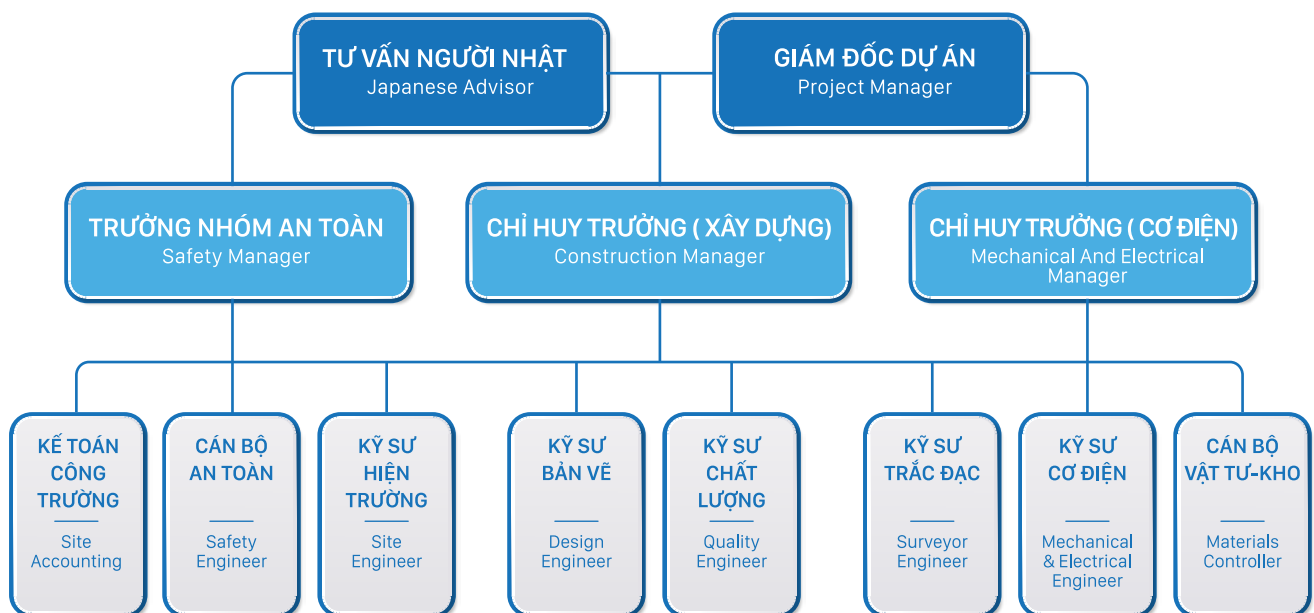 TƯ VẤN NGƯỜI NHẬT
Japanese Advisor
GIÁM ĐỐC DỰ ÁN
Project Manager
TRƯỞNG NHÓM AN TOÀN
Safety Manager
CHỈ HUY TRƯỞNG ( XÂY DỰNG)
Construction Manager
CHỈ HUY TRƯỞNG ( CƠ ĐIỆN)
Mechanical And Electrical
Manager
KẾ TOÁN
CÔNG
TRƯỜNG
Site
Accounting
CÁN BỘ
AN TOÀN
Safety
Engineer
KỸ SƯ
HIỆN
TRƯỜNG
Site
Engineer
KỸ SƯ
BẢN VẼ
Design
Engineer
KỸ SƯ
CHẤT
LƯỢNG
Quality
Engineer
KỸ SƯ
TRẮC ĐẠC
Surveyor
Engineer
KỸ SƯ
CƠ ĐIỆN
Mechanical
& Electrical
Engineer
CÁN BỘ
VẬT TƯ-KHO
Materials
Controller